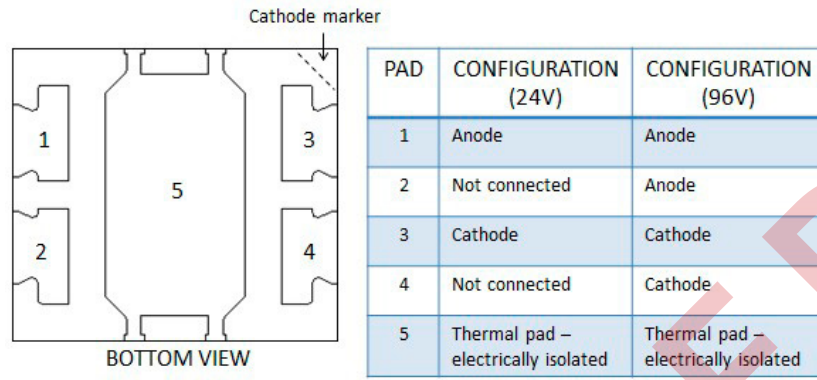 Cathode marker
1
2
3
4
5
BOTTOM VIEW
PAD CONFIGURATION (24V) CONFIGURATION (96V)
1 Anode Anode
2 Not connected Anode
3 Cathode Cathode
4 Not connected Cathode
5 Thermal pad – electrically isolated Thermal pad – electrically isolated